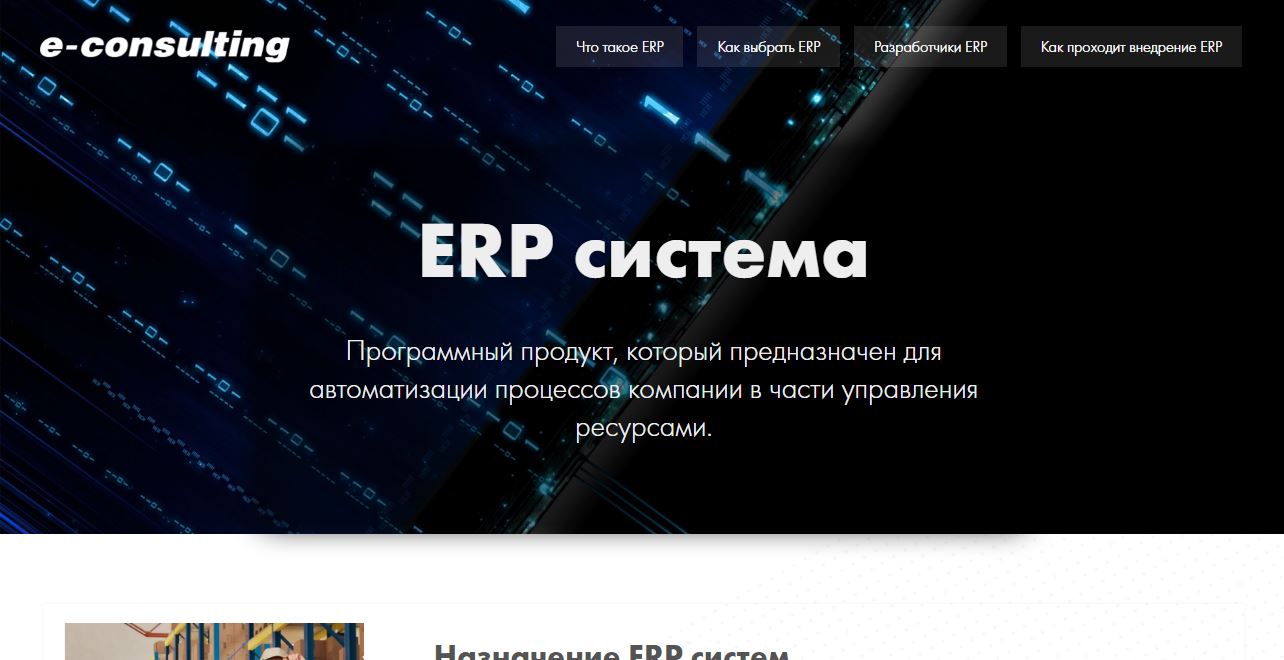 e-consulting
Что такое ERP
Как выбрать ERP
Разработчики ERP
Как проходит внедрение ERP
ERP система
Программный продукт, который предназначен для
автоматизации процессов компании в части управления
ресурсами.
Назначение ERP систем